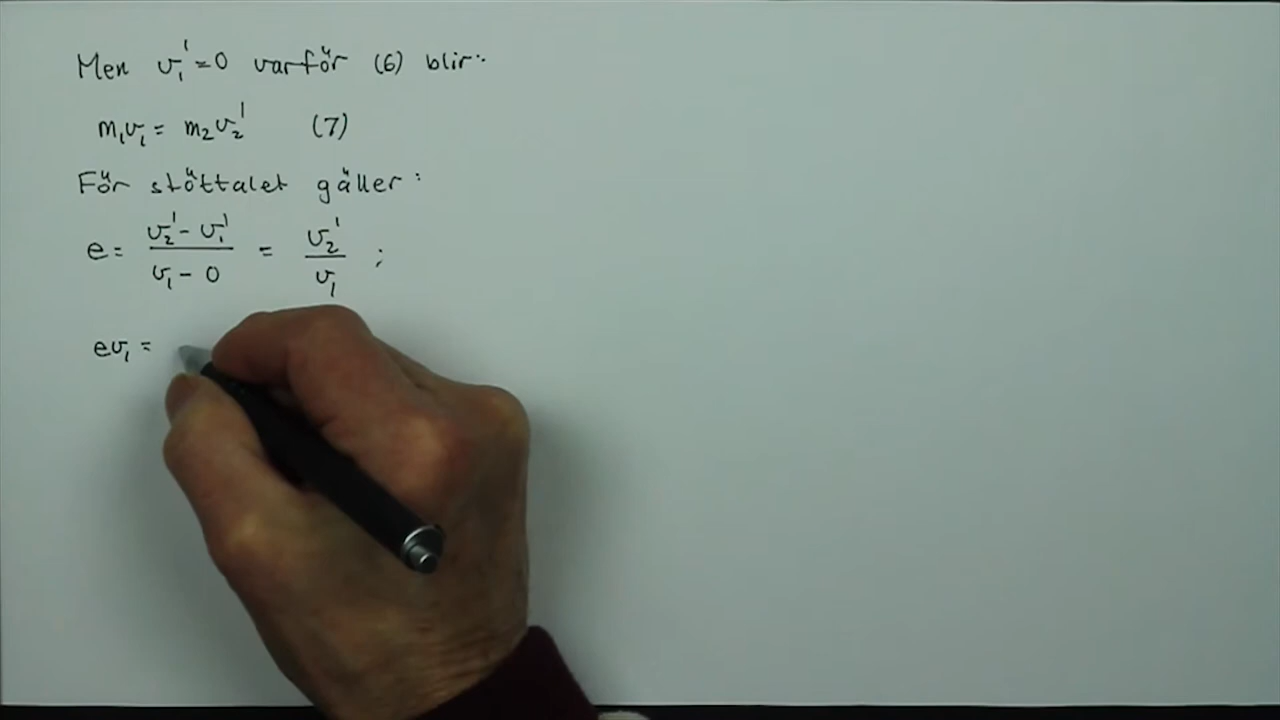 Men v₁' = 0 varför (6) blir:
m₁v₁ = m₂v₂' (7)
För stöttalet gäller:
e = (v₂' - v₁')/(v₁ - 0) = v₂'/v₁ ;
ev₁ =